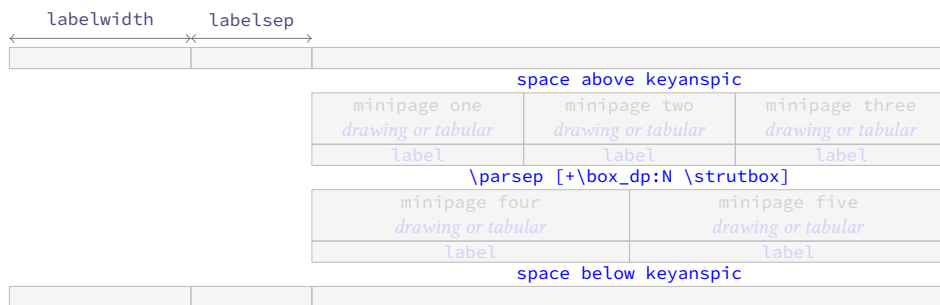 labelwidth labelsep
space above keyanspic
minipage one minipage two minipage three
drawing or tabular drawing or tabular drawing or tabular
label label label
\parsep [+\box_dp:N \strutbox]
minipage four minipage five
drawing or tabular drawing or tabular
label label
space below keyanspic